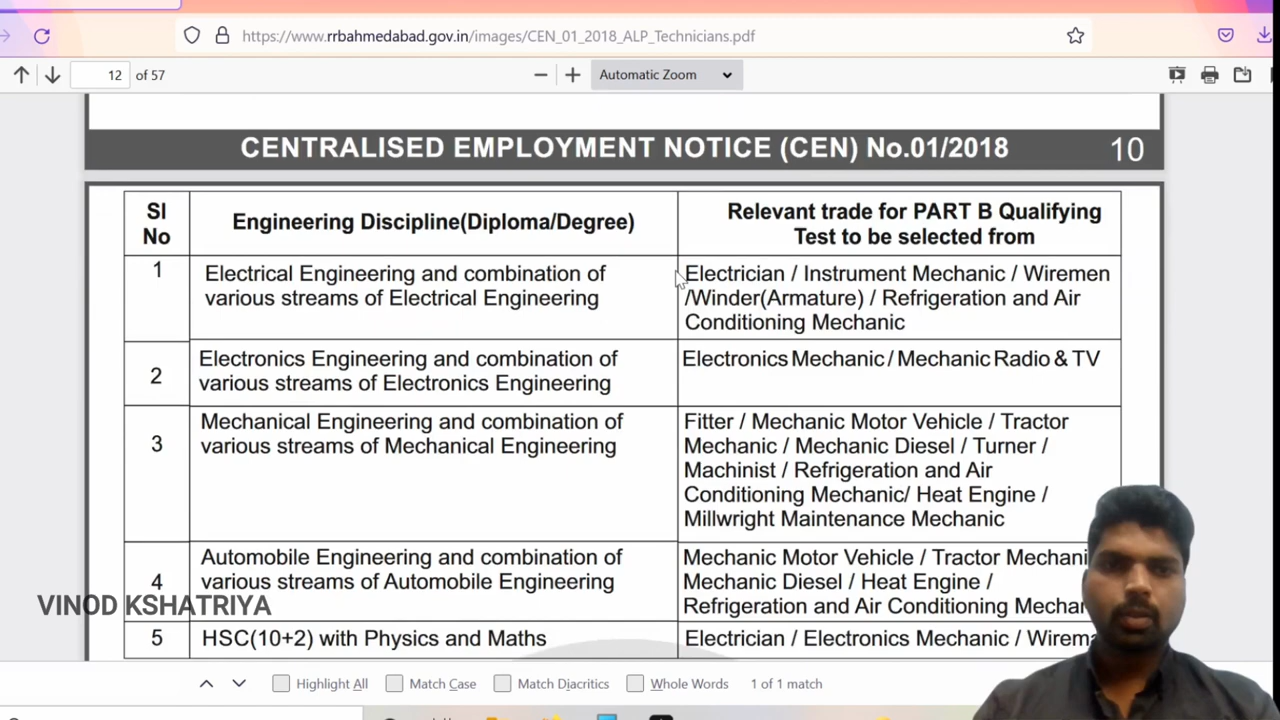 https://www.rrbahmedabad.gov.in/images/CEN_01_2018_ALP_Technicians.pdf
12 of 57
Automatic Zoom
CENTRALISED EMPLOYMENT NOTICE (CEN) No.01/2018 10
Sl No
Engineering Discipline(Diploma/Degree)
Relevant trade for PART B Qualifying
Test to be selected from
1
Electrical Engineering and combination of
various streams of Electrical Engineering
Electrician / Instrument Mechanic / Wiremen
/Winder(Armature) / Refrigeration and Air
Conditioning Mechanic
2
Electronics Engineering and combination of
various streams of Electronics Engineering
Electronics Mechanic / Mechanic Radio & TV
3
Mechanical Engineering and combination of
various streams of Mechanical Engineering
Fitter / Mechanic Motor Vehicle / Tractor
Mechanic / Mechanic Diesel / Turner /
Machinist / Refrigeration and Air
Conditioning Mechanic/ Heat Engine /
Millwright Maintenance Mechanic
4
Automobile Engineering and combination of
various streams of Automobile Engineering
Mechanic Motor Vehicle / Tractor Mechani
Mechanic Diesel / Heat Engine /
Refrigeration and Air Conditioning Mechan
VINOD KSHATRIYA
5
HSC(10+2) with Physics and Maths
Electrician / Electronics Mechanic / Wirem
Highlight All Match Case Match Diacritics Whole Words 1 of 1 match